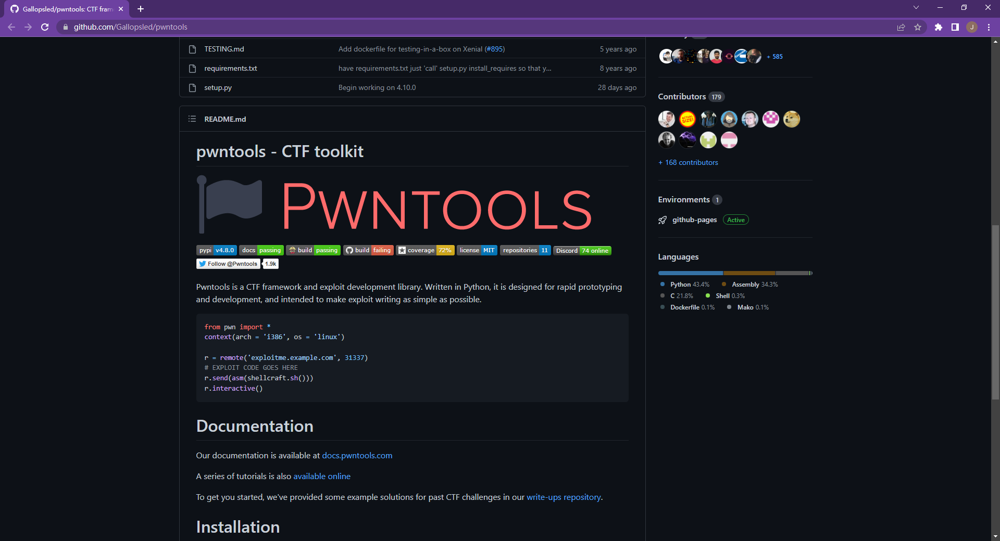 Gallopsled/pwntools: CTF fram
github.com/Gallopsled/pwntools
J
TESTING.md Add dockerfile for testing-in-a-box on Xenial (#895) 5 years ago
requirements.txt have requirements.txt just 'call' setup.py install_requires so that y... 8 years ago
setup.py Begin working on 4.10.0 28 days ago
README.md
pwntools - CTF toolkit
PWNTOOLS
pypi v4.8.0 docs passing build passing build failing coverage 72% license MIT repositories 11 Discord 74 online
Follow @Pwntools 1.9k
Pwntools is a CTF framework and exploit development library. Written in Python, it is designed for rapid prototyping
and development, and intended to make exploit writing as simple as possible.
from pwn import *
context(arch = 'i386', os = 'linux')
r = remote('exploitme.example.com', 31337)
# EXPLOIT CODE GOES HERE
r.send(asm(shellcraft.sh()))
r.interactive()
Documentation
Our documentation is available at docs.pwntools.com
A series of tutorials is also available online
To get you started, we've provided some example solutions for past CTF challenges in our write-ups repository.
Installation
+ 585
Contributors 179
ACTUAL
SIZE!
+ 168 contributors
Environments 1
github-pages Active
Languages
Python 43.4% Assembly 34.3%
C 21.8% Shell 0.3%
Dockerfile 0.1% Mako 0.1%